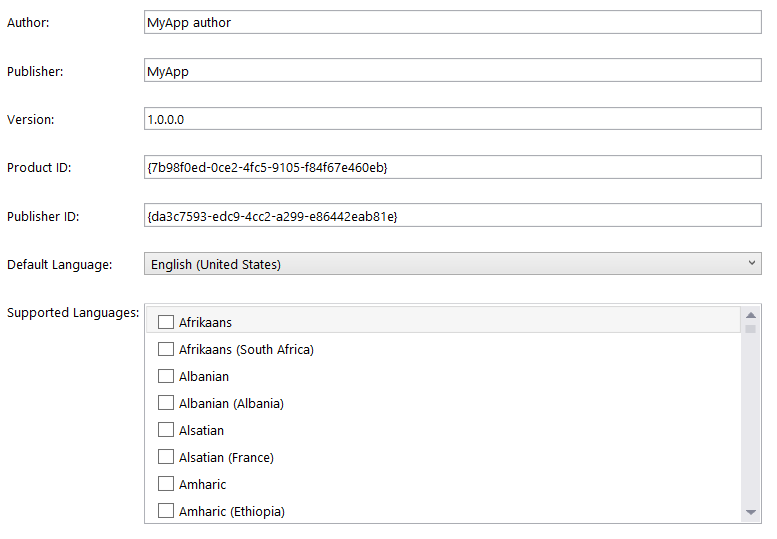 Author: MyApp author
Publisher: MyApp
Version: 1.0.0.0
Product ID: {7b98f0ed-0ce2-4fc5-9105-f84f67e460eb}
Publisher ID: {da3c7593-edc9-4cc2-a299-e86442eab81e}
Default Language: English (United States)
Supported Languages: Afrikaans
Afrikaans (South Africa)
Albanian
Albanian (Albania)
Alsatian
Alsatian (France)
Amharic
Amharic (Ethiopia)